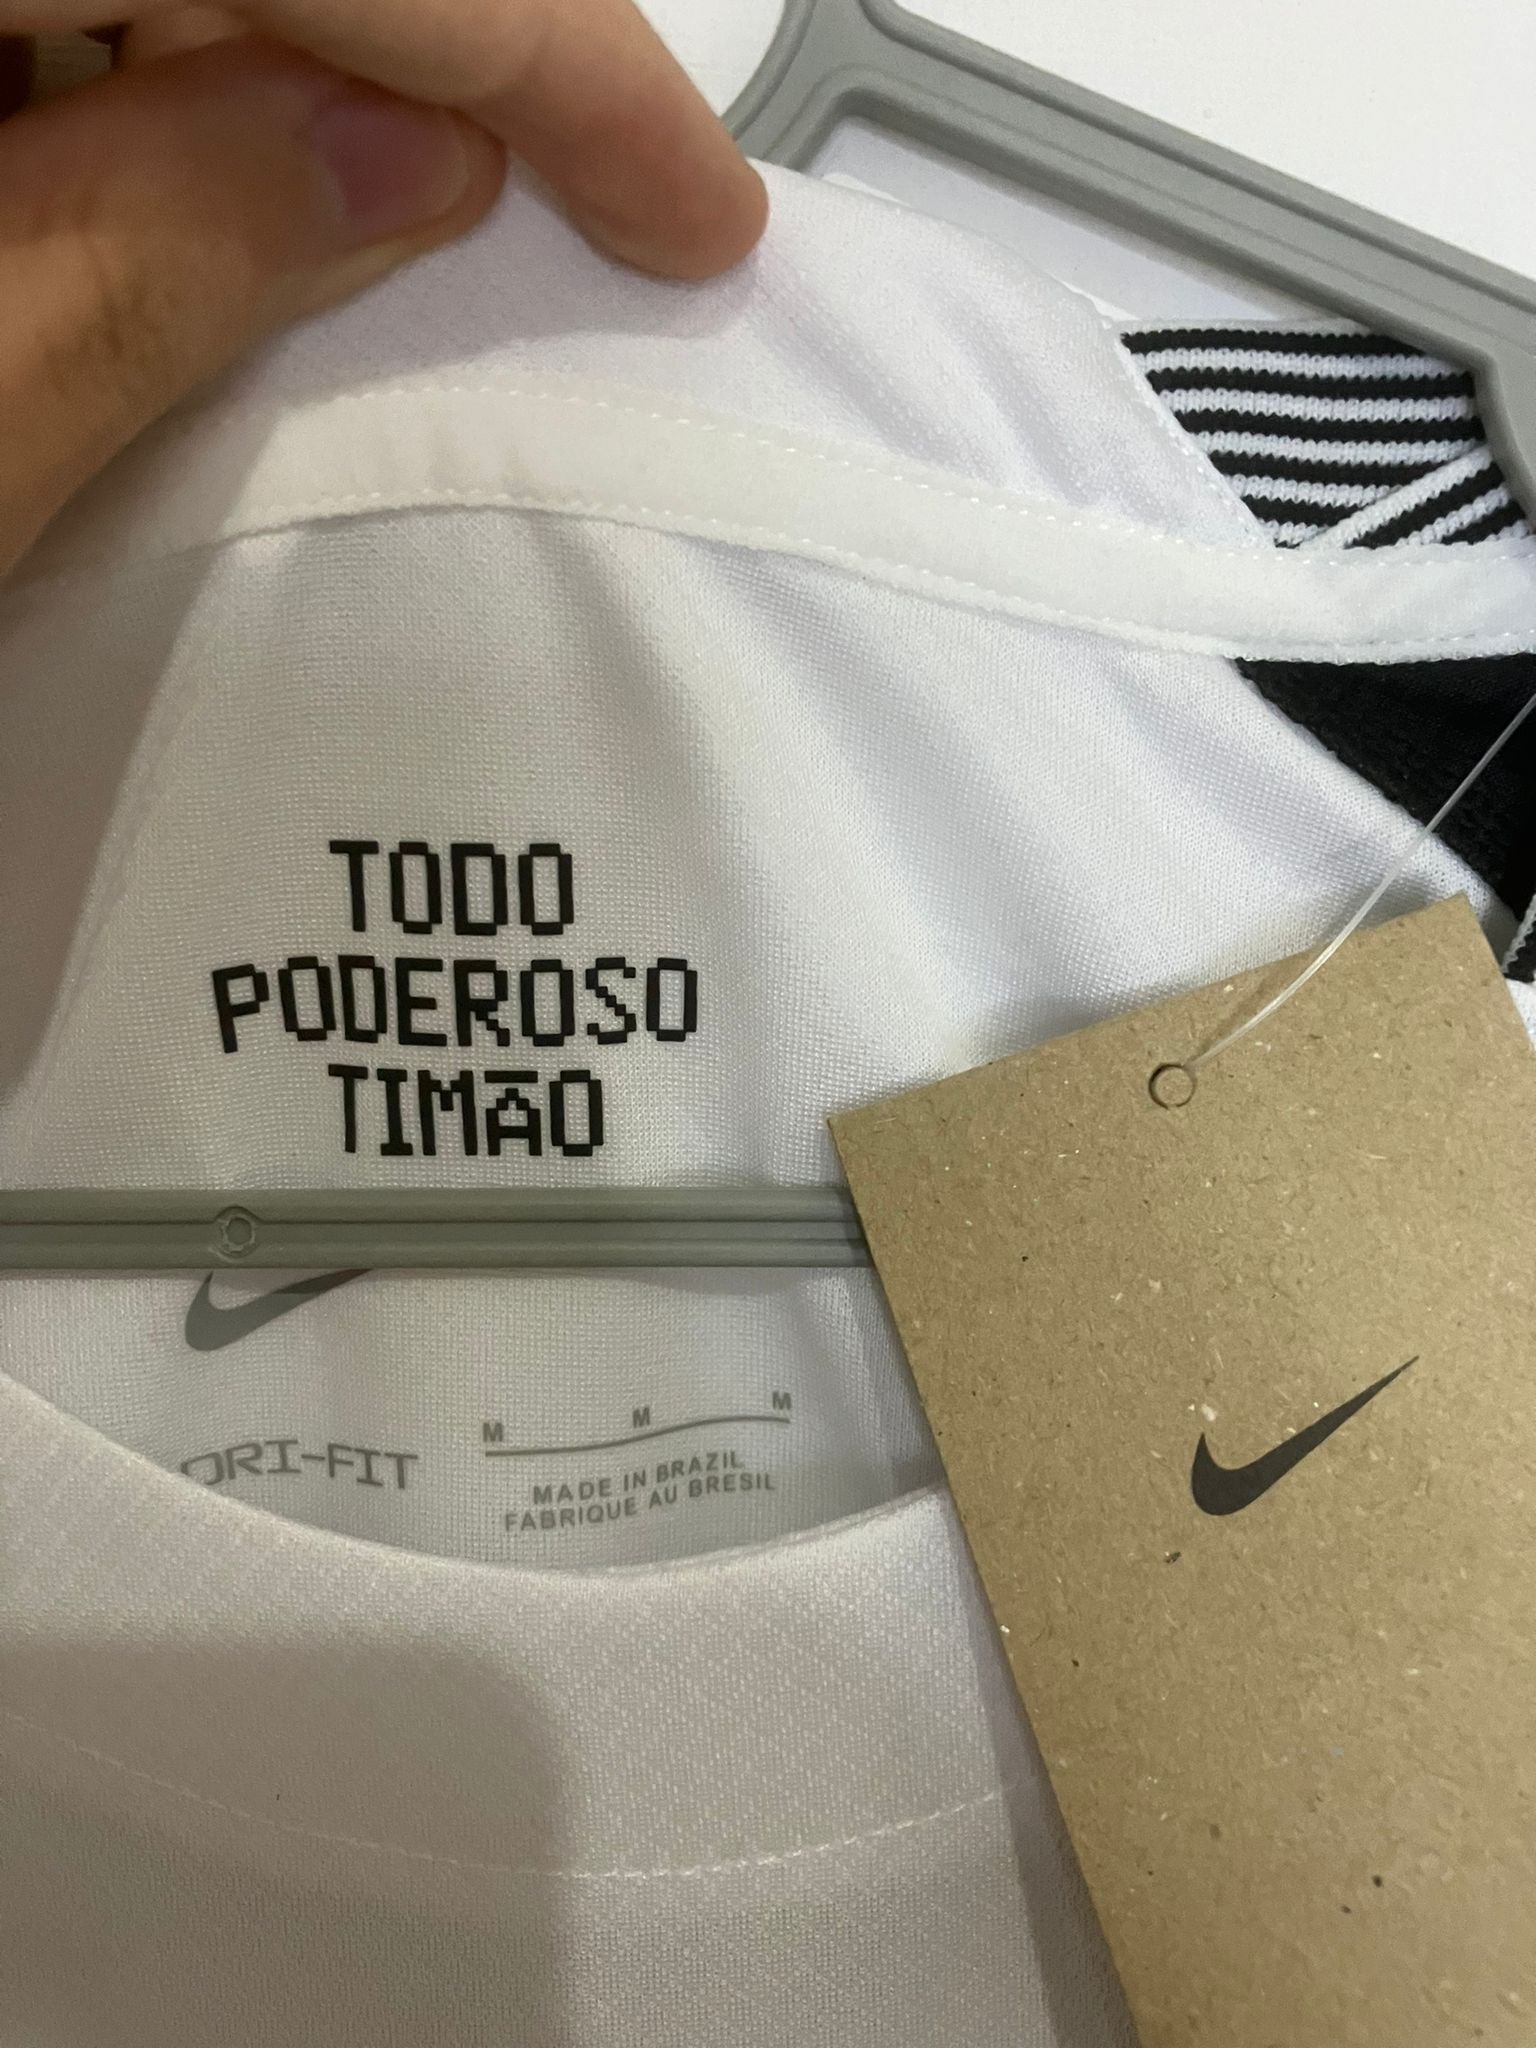 TODO
PODEROSO
TIMÃO
DRI-FIT
M M M
MADE IN BRAZIL
FABRIQUE AU BRESIL